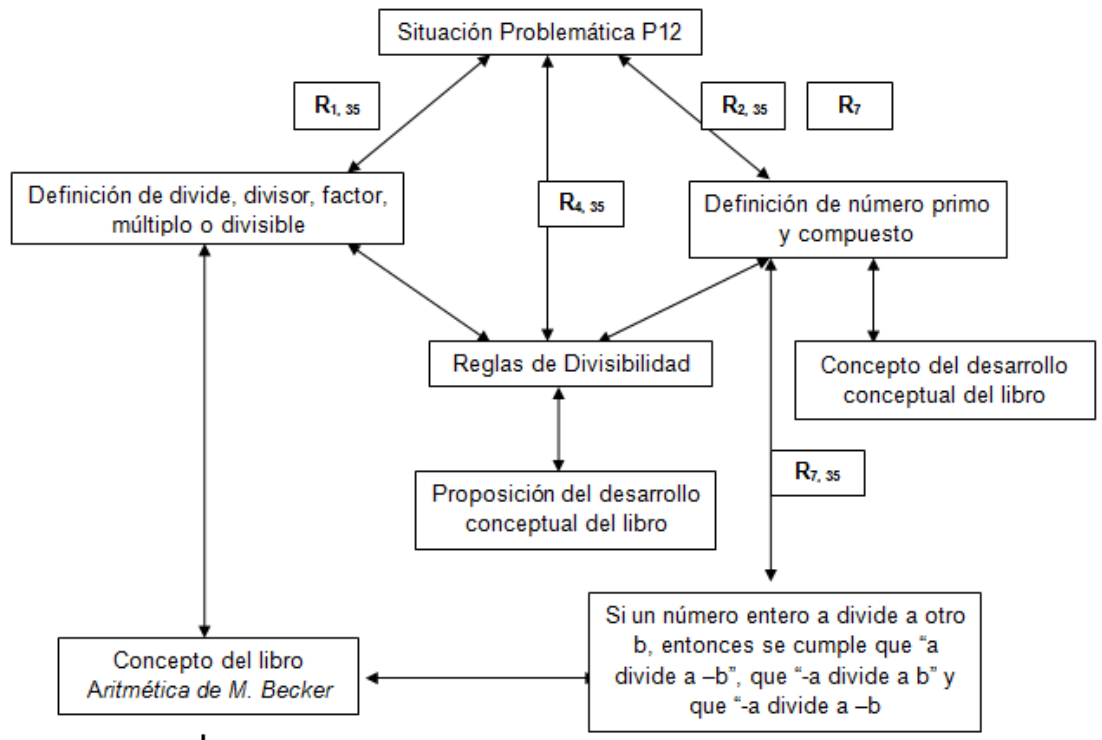 Situación Problemática P12
R1, 35
R2, 35
R7
Definición de divide, divisor, factor,
múltiplo o divisible
R4, 35
Definición de número primo
y compuesto
Reglas de Divisibilidad
Concepto del desarrollo
conceptual del libro
R7, 35
Proposición del desarrollo
conceptual del libro
Si un número entero a divide a otro
b, entonces se cumple que “a
divide a –b”, que “-a divide a b” y
que “-a divide a –b
Concepto del libro
Aritmética de M. Becker